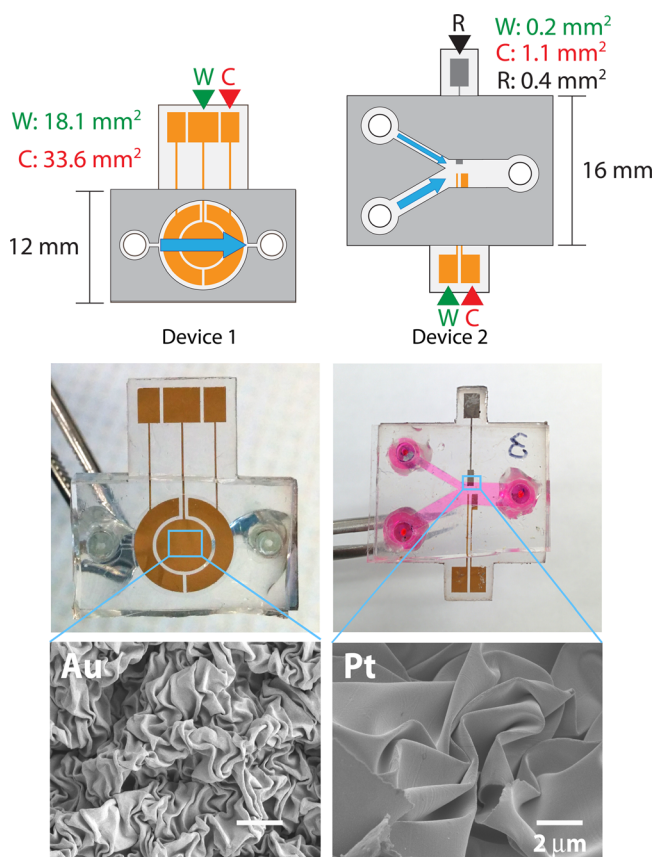 R
W: 0.2 mm²
C: 1.1 mm²
R: 0.4 mm²
W C
W: 18.1 mm²
C: 33.6 mm²
16 mm
12 mm
W C
Device 1
Device 2
3
Au
Pt
2 µm